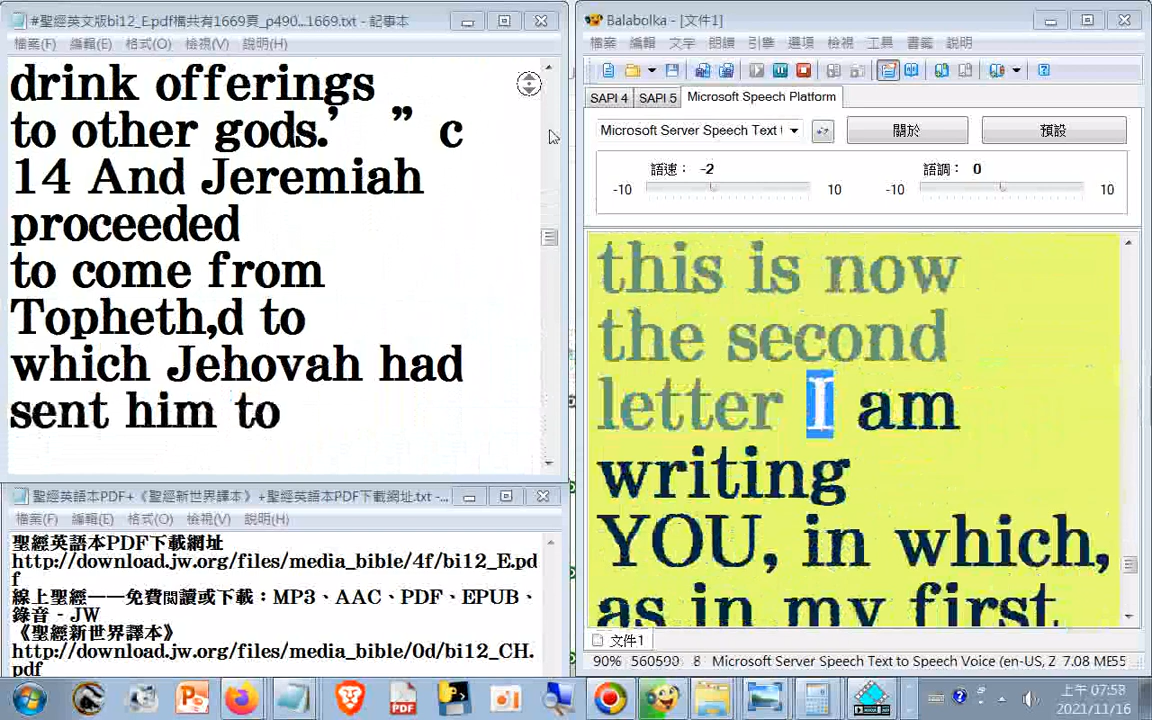 #聖經英文版bi12_E.pdf檔共有1669頁_p490...1669.txt - 記事本
檔案(F) 編輯(E) 格式(O) 檢視(V) 說明(H)
drink offerings
to other gods.’ ” c
14 And Jeremiah
proceeded
to come from
Topheth,d to
which Jehovah had
sent him to
聖經英語本PDF+《聖經新世界譯本》+聖經英語本PDF下載網址.txt - ...
檔案(F) 編輯(E) 格式(O) 檢視(V) 說明(H)
聖經英語本PDF下載網址
http://download.jw.org/files/media_bible/4f/bi12_E.pd
f
線上聖經——免費閱讀或下載：MP3、AAC、PDF、EPUB、
錄音 - JW
《聖經新世界譯本》
http://download.jw.org/files/media_bible/0d/bi12_CH.
pdf
Balabolka - [文件1]
檔案 編輯 文字 朗讀 引擎 選項 檢視 工具 書籤 說明
SAPI 4 SAPI 5 Microsoft Speech Platform
Microsoft Server Speech Text 關於 預設
語速： -2 語調： 0
-10 10 -10 10
this is now
the second
letter I am
writing
YOU, in which,
as in my first
文件1
90% 560509 8 Microsoft Server Speech Text to Speech Voice (en-US, Z 7.08 ME55
上午 07:58
2021/11/16